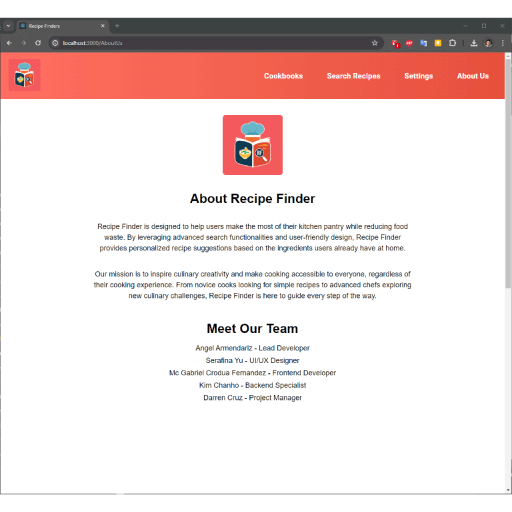 Recipe Finders
localhost:3000/AboutUs
Cookbooks
Search Recipes
Settings
About Us
About Recipe Finder
Recipe Finder is designed to help users make the most of their kitchen pantry while reducing food
waste. By leveraging advanced search functionalities and user-friendly design, Recipe Finder
provides personalized recipe suggestions based on the ingredients users already have at home.
Our mission is to inspire culinary creativity and make cooking accessible to everyone, regardless of
their cooking experience. From novice cooks looking for simple recipes to advanced chefs exploring
new culinary challenges, Recipe Finder is here to guide every step of the way.
Meet Our Team
Angel Armendariz - Lead Developer
Serafina Yu - UI/UX Designer
Mc Gabriel Crodua Fernandez - Frontend Developer
Kim Chanho - Backend Specialist
Darren Cruz - Project Manager